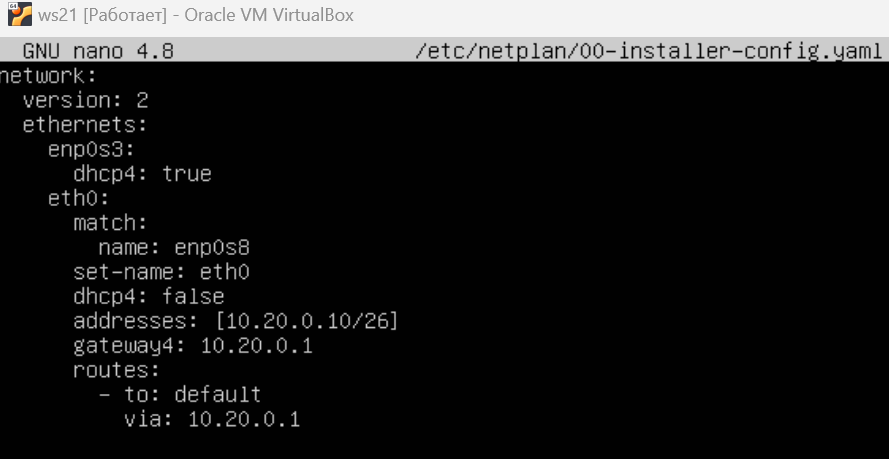 ws21 [Работает] - Oracle VM VirtualBox
GNU nano 4.8 /etc/netplan/00-installer-config.yaml
network:
  version: 2
  ethernets:
    enp0s3:
      dhcp4: true
    eth0:
      match:
        name: enp0s8
      set-name: eth0
      dhcp4: false
      addresses: [10.20.0.10/26]
      gateway4: 10.20.0.1
      routes:
        - to: default
          via: 10.20.0.1